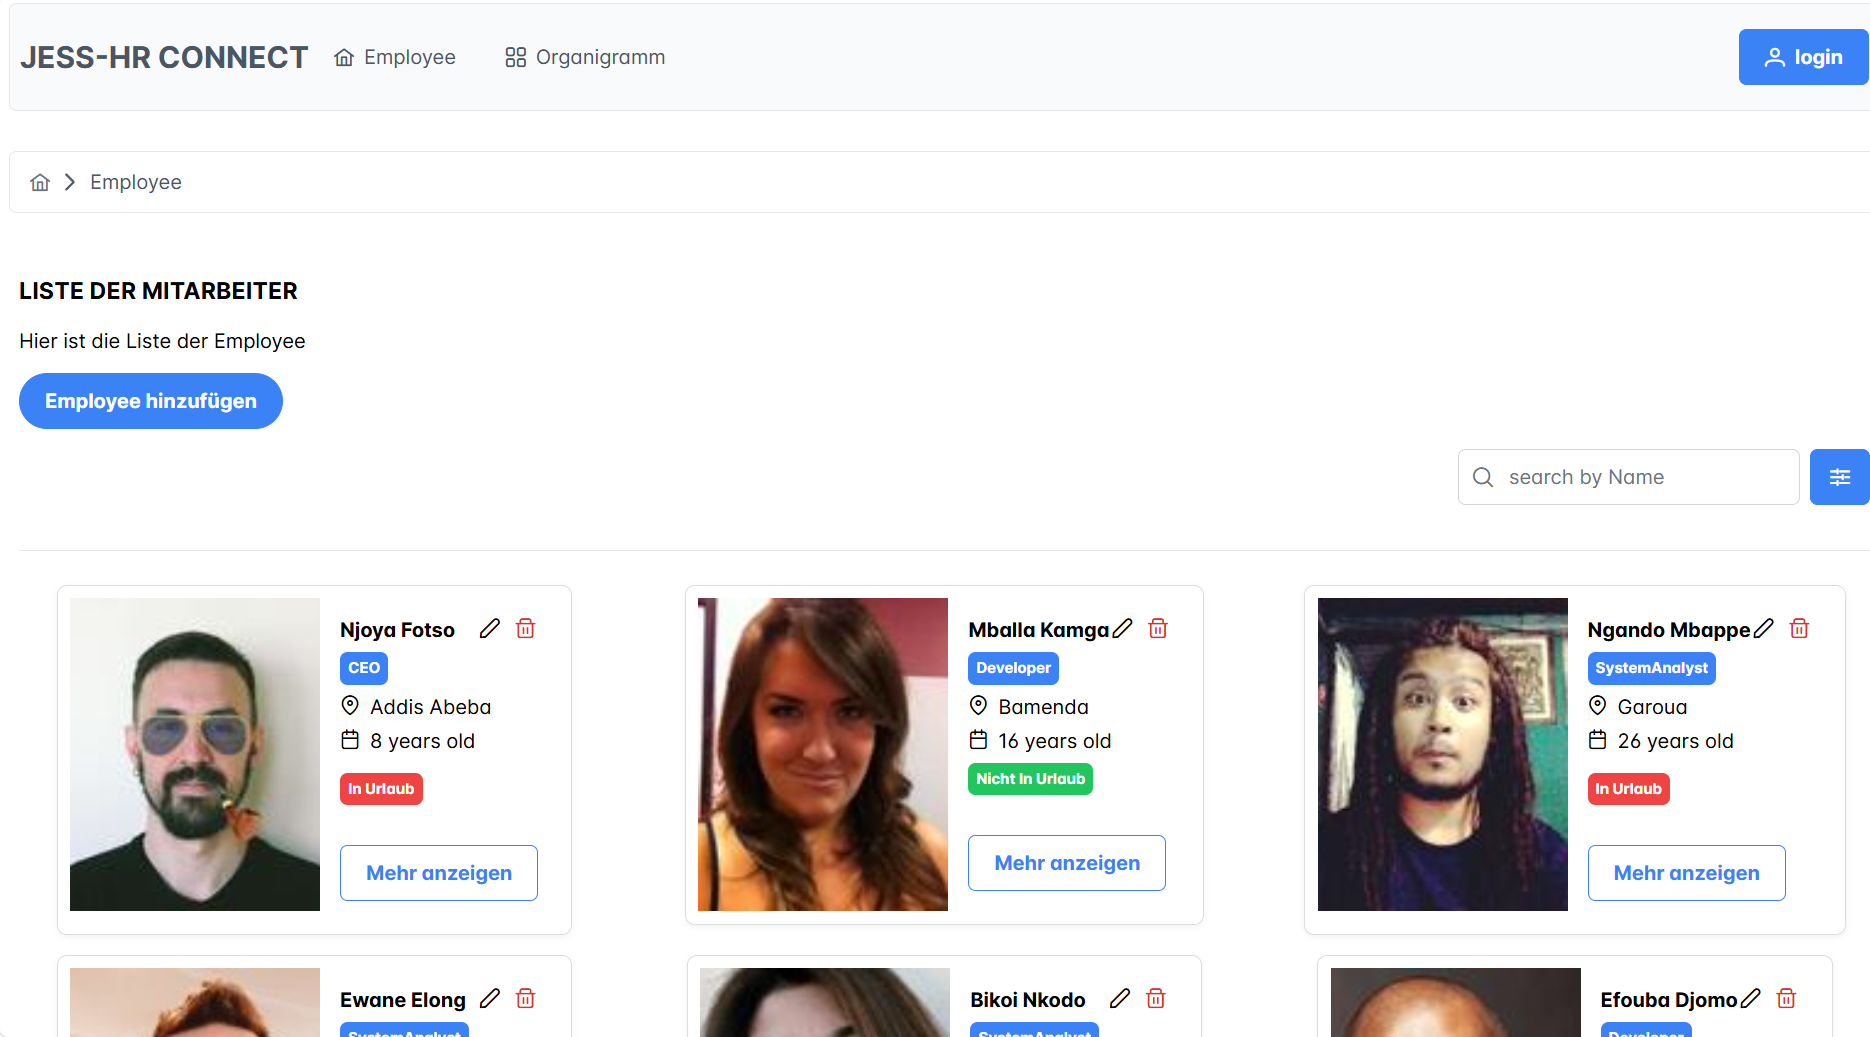 JESS-HR CONNECT Employee Organigramm login
Employee
LISTE DER MITARBEITER
Hier ist die Liste der Employee
Employee hinzufügen
search by Name
Njoya Fotso
CEO
Addis Abeba
8 years old
In Urlaub
Mehr anzeigen
Mballa Kamga
Developer
Bamenda
16 years old
Nicht In Urlaub
Mehr anzeigen
Ngando Mbappe
SystemAnalyst
Garoua
26 years old
In Urlaub
Mehr anzeigen
Ewane Elong
SystemAnalyst
Bikoi Nkodo
SystemAnalyst
Efouba Djomo
Developer